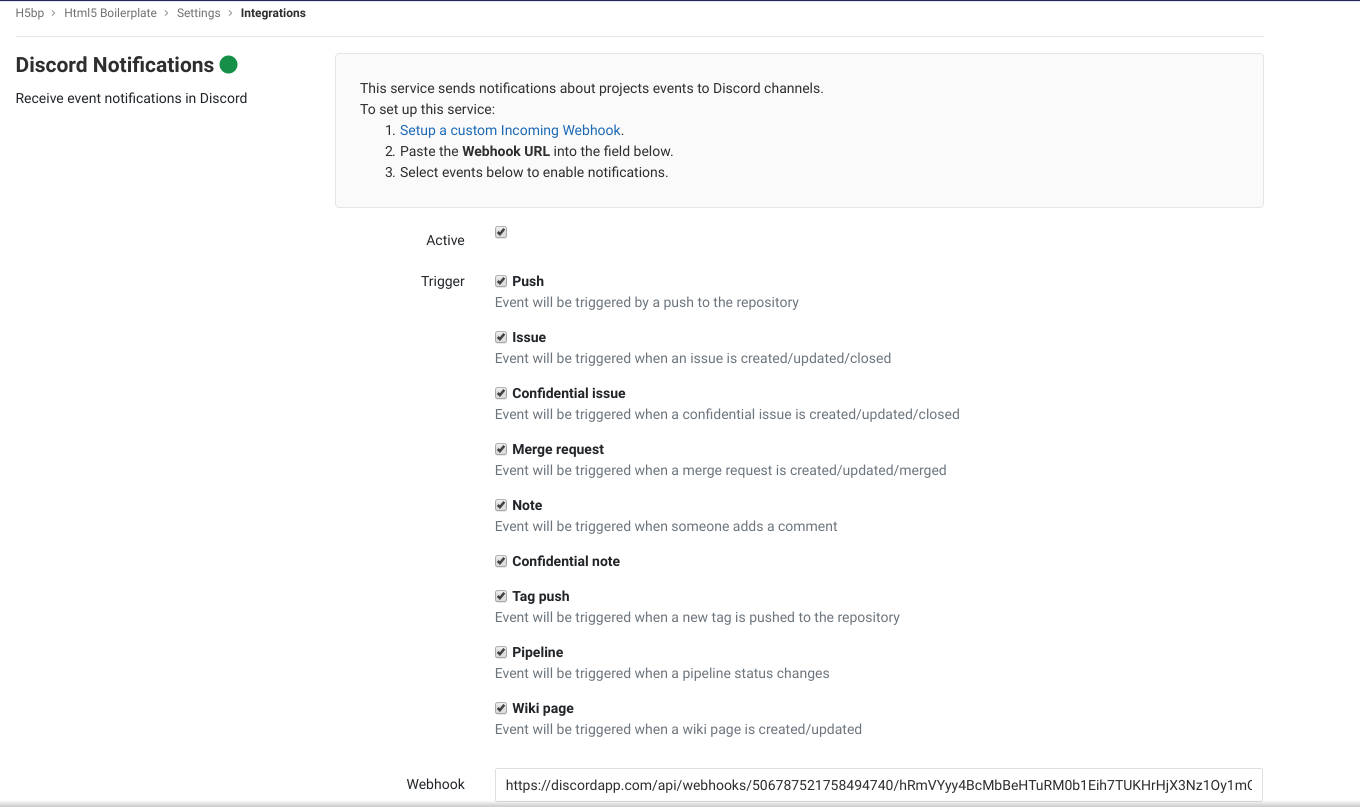 H5bp > Html5 Boilerplate > Settings > Integrations
Discord Notifications
Receive event notifications in Discord
This service sends notifications about projects events to Discord channels.
To set up this service:
1. Setup a custom Incoming Webhook.
2. Paste the Webhook URL into the field below.
3. Select events below to enable notifications.
Active
Trigger
Push
Event will be triggered by a push to the repository
Issue
Event will be triggered when an issue is created/updated/closed
Confidential issue
Event will be triggered when a confidential issue is created/updated/closed
Merge request
Event will be triggered when a merge request is created/updated/merged
Note
Event will be triggered when someone adds a comment
Confidential note
Tag push
Event will be triggered when a new tag is pushed to the repository
Pipeline
Event will be triggered when a pipeline status changes
Wiki page
Event will be triggered when a wiki page is created/updated
Webhook
https://discordapp.com/api/webhooks/506787521758494740/hRmVYyy4BcMbBeHTuRM0b1Eih7TUKHrHjX3Nz1Oy1m